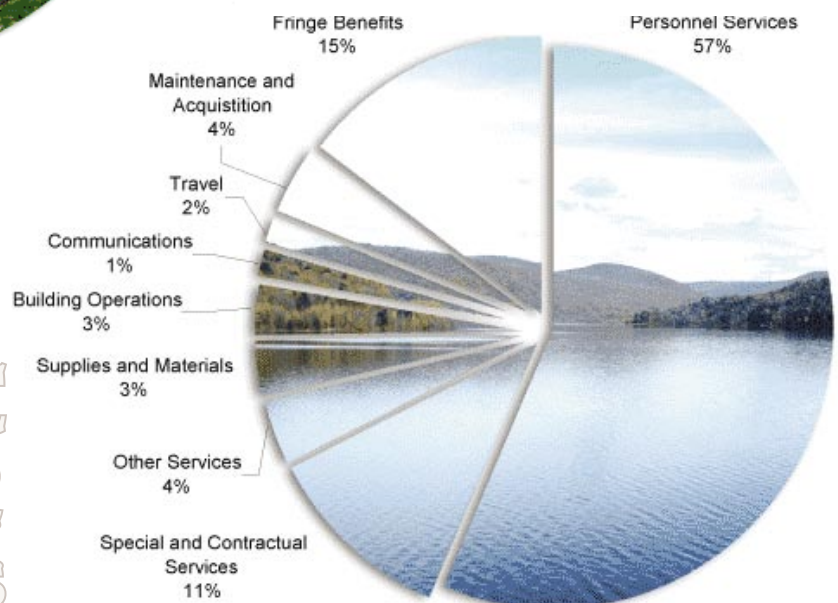 Fringe Benefits
15%
Personnel Services
57%
Maintenance and
Acquistition
4%
Travel
2%
Communications
1%
Building Operations
3%
Supplies and Materials
3%
Other Services
4%
Special and Contractual
Services
11%